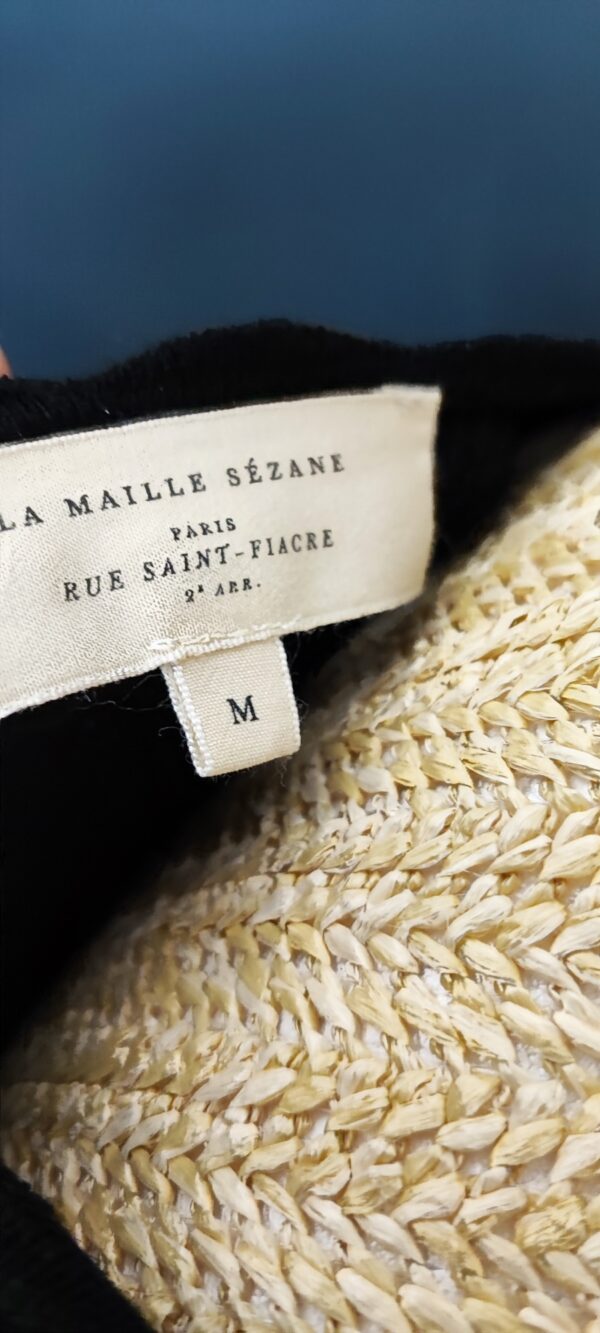 LA MAILLE SÉZANE
PARIS
RUE SAINT-FIACRE
2ᵉ ARR.
M